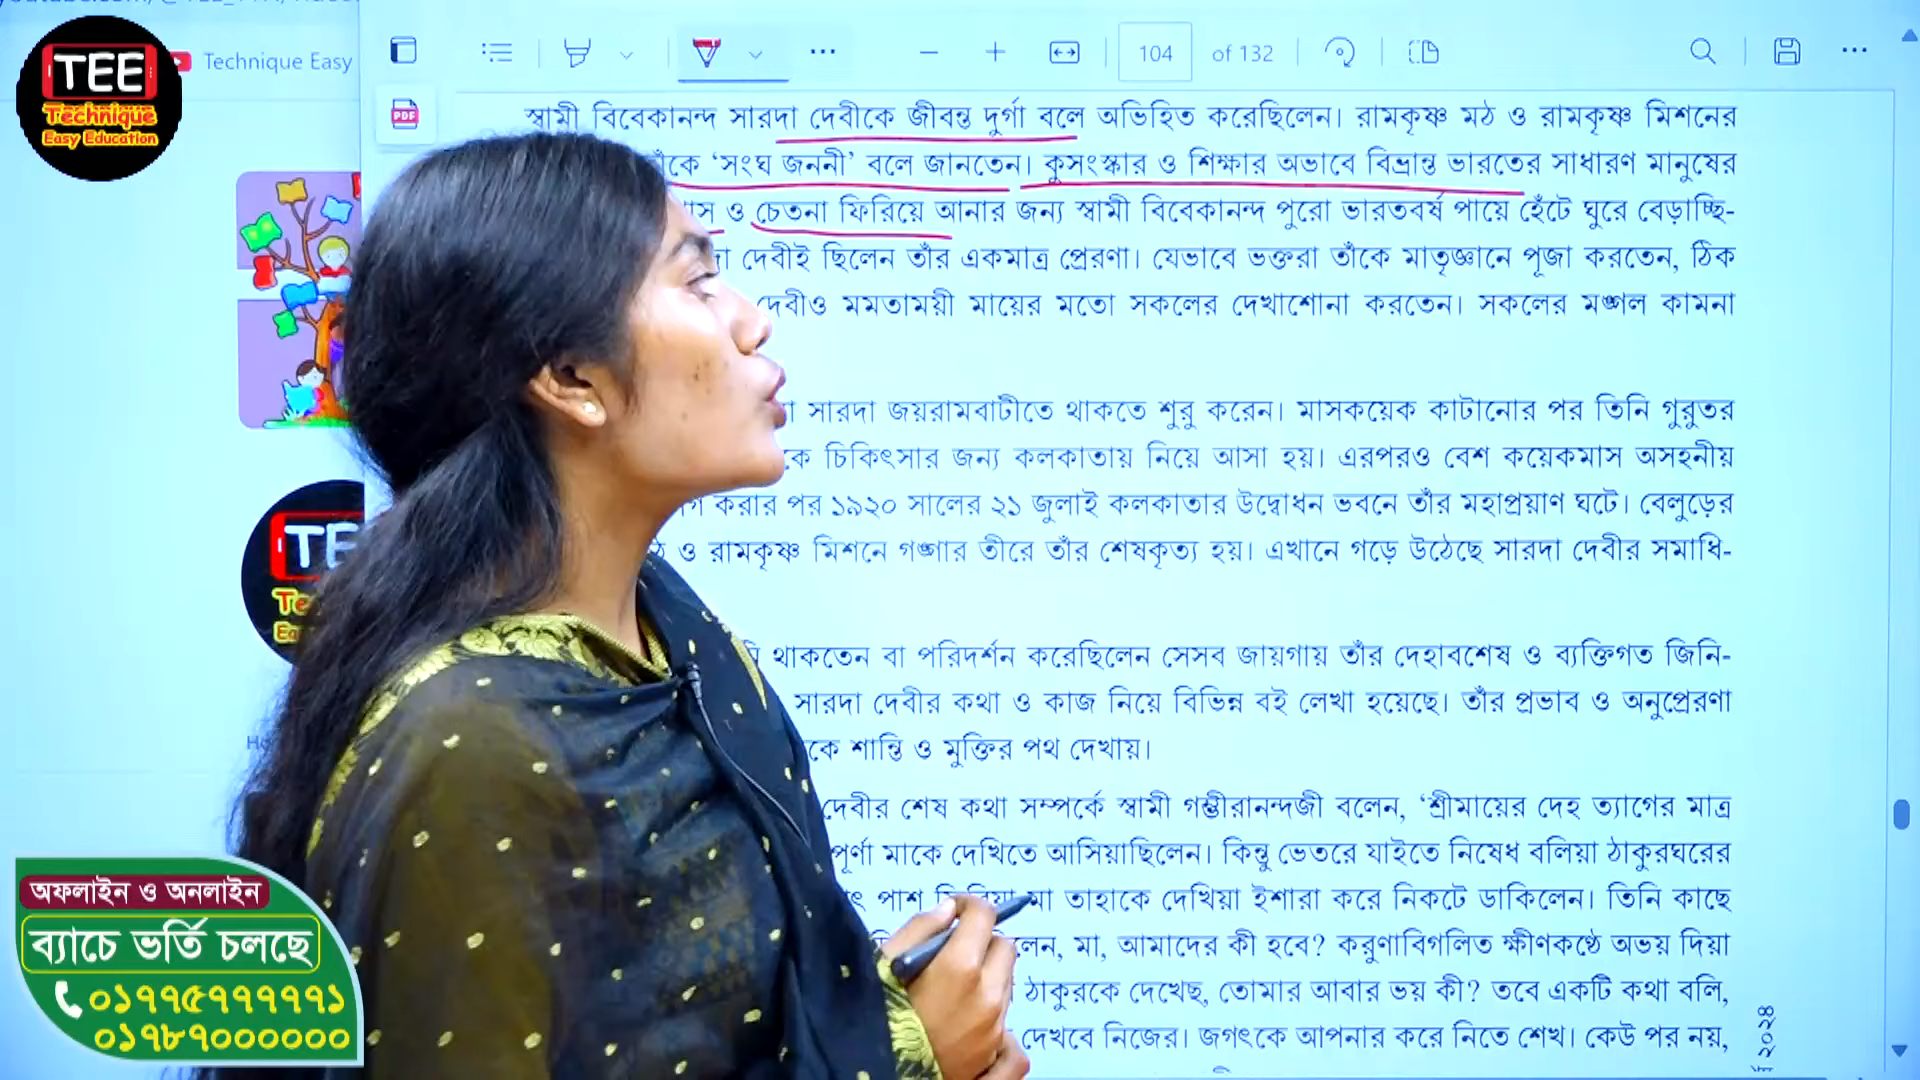 TEE
Technique
Easy Education
Technique Easy
104 of 132
PDF
স্বামী বিবেকানন্দ সারদা দেবীকে জীবন্ত দুর্গা বলে অভিহিত করেছিলেন। রামকৃষ্ণ মঠ ও রামকৃষ্ণ মিশনের
‘সংঘ জননী’ বলে জানতেন। কুসংস্কার ও শিক্ষার অভাবে বিভ্রান্ত ভারতের সাধারণ মানুষের
ও চেতনা ফিরিয়ে আনার জন্য স্বামী বিবেকানন্দ পুরো ভারতবর্ষ পায়ে হেঁটে ঘুরে বেড়াচ্ছি-
দেবীই ছিলেন তাঁর একমাত্র প্রেরণা। যেভাবে ভক্তরা তাঁকে মাতৃজ্ঞানে পূজা করতেন, ঠিক
দেবীও মমতাময়ী মায়ের মতো সকলের দেখাশোনা করতেন। সকলের মঙ্গল কামনা
সারদা জয়রামবাটীতে থাকতে শুরু করেন। মাসকয়েক কাটানোর পর তিনি গুরুতর
কে চিকিৎসার জন্য কলকাতায় নিয়ে আসা হয়। এরপরও বেশ কয়েকমাস অসহনীয়
করার পর ১৯২০ সালের ২১ জুলাই কলকাতার উদ্বোধন ভবনে তাঁর মহাপ্রয়াণ ঘটে। বেলুড়ের
ও রামকৃষ্ণ মিশনে গঙ্গার তীরে তাঁর শেষকৃত্য হয়। এখানে গড়ে উঠেছে সারদা দেবীর সমাধি-
থাকতেন বা পরিদর্শন করেছিলেন সেসব জায়গায় তাঁর দেহাবশেষ ও ব্যক্তিগত জিনি-
সারদা দেবীর কথা ও কাজ নিয়ে বিভিন্ন বই লেখা হয়েছে। তাঁর প্রভাব ও অনুপ্রেরণা
কে শান্তি ও মুক্তির পথ দেখায়।
দেবীর শেষ কথা সম্পর্কে স্বামী গম্ভীরানন্দজী বলেন, ‘শ্রীমায়ের দেহ ত্যাগের মাত্র
পূর্ণা মাকে দেখিতে আসিয়াছিলেন। কিন্তু ভেতরে যাইতে নিষেধ বলিয়া ঠাকুরঘরের
পাশ ফিরিয়া মা তাহাকে দেখিয়া ইশারা করে নিকটে ডাকিলেন। তিনি কাছে
লেন, মা, আমাদের কী হবে? করুণাবিগলিত ক্ষীণকণ্ঠে অভয় দিয়া
ঠাকুরকে দেখেছ, তোমার আবার ভয় কী? তবে একটি কথা বলি,
দেখবে নিজের। জগৎকে আপনার করে নিতে শেখ। কেউ পর নয়,
২০২৪
TE
অফলাইন ও অনলাইন
ব্যাচে ভর্তি চলছে
০১৭৭৫৭৭৭৭৭১
০১৭৮৭০০০০০০